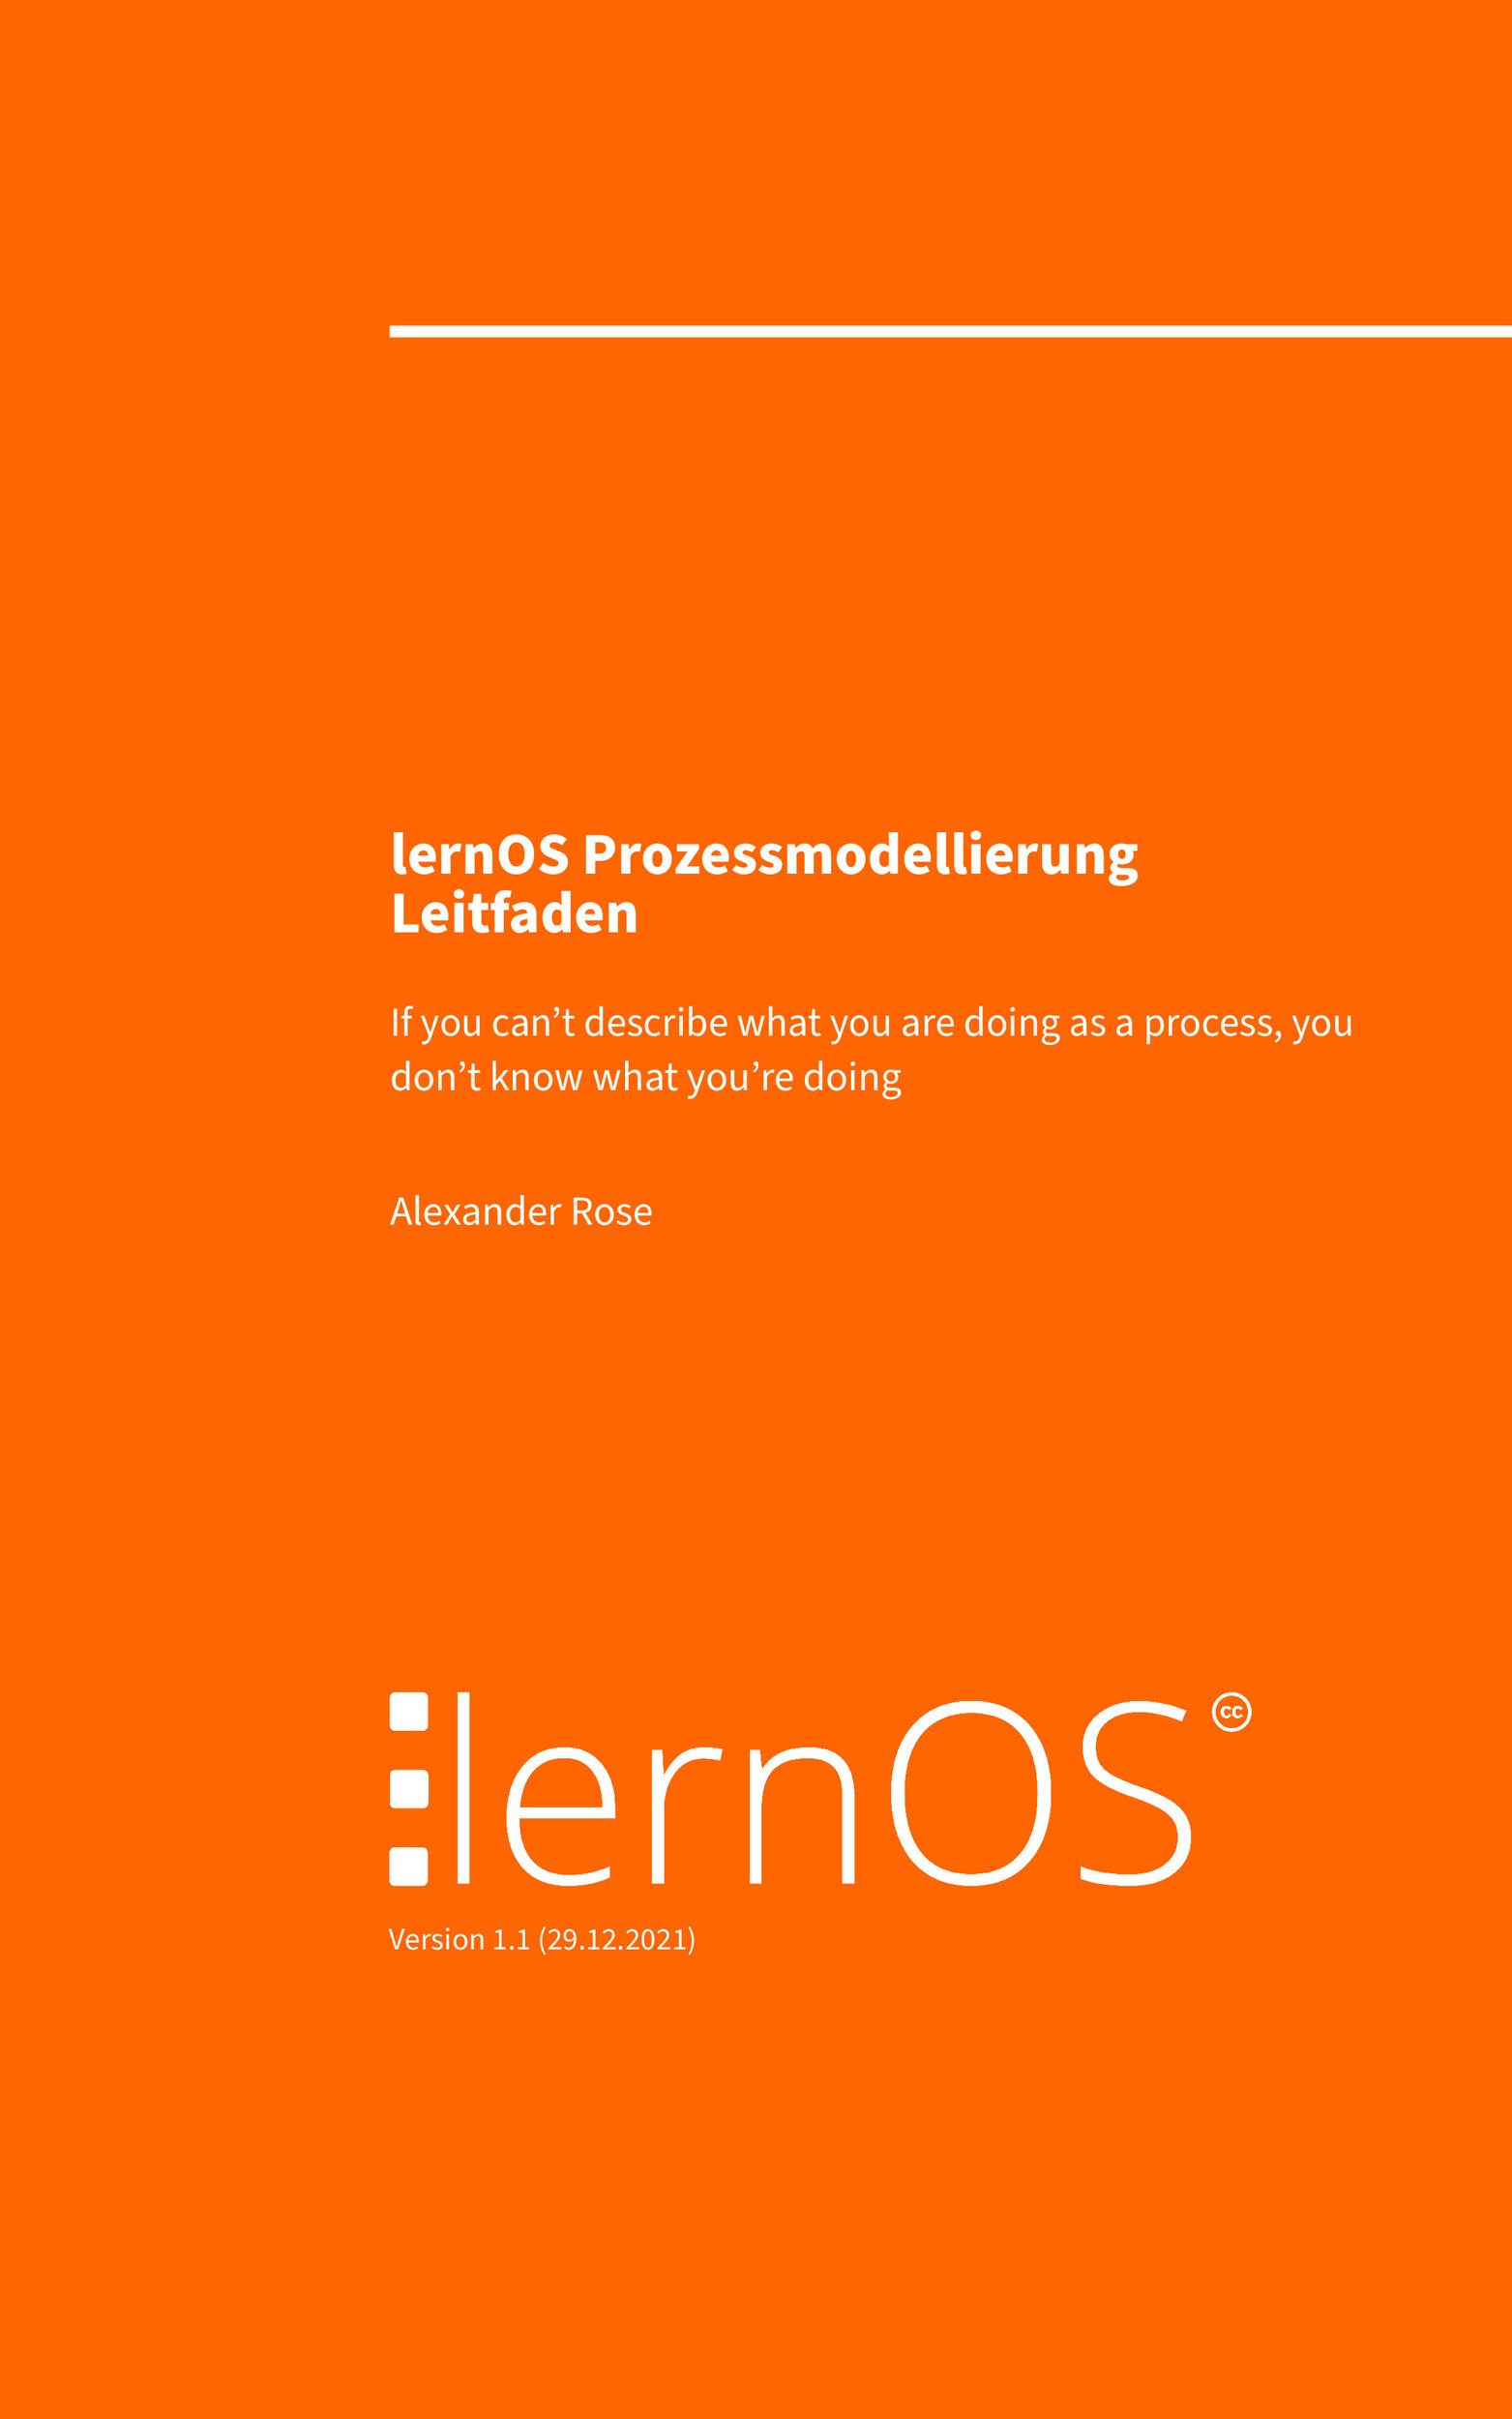 lernOS Prozessmodellierung
Leitfaden
If you can’t describe what you are doing as a process, you
don’t know what you’re doing
Alexander Rose
lernOS
cc
Version 1.1 (29.12.2021)